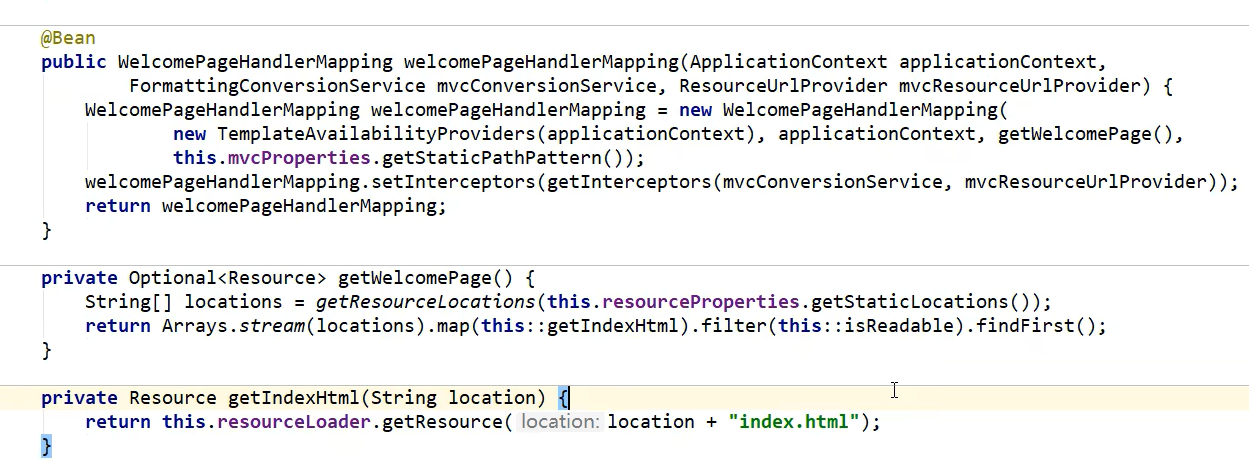 @Bean
public WelcomePageHandlerMapping welcomePageHandlerMapping(ApplicationContext applicationContext,
FormattingConversionService mvcConversionService, ResourceUrlProvider mvcResourceUrlProvider) {
WelcomePageHandlerMapping welcomePageHandlerMapping = new WelcomePageHandlerMapping(
new TemplateAvailabilityProviders(applicationContext), applicationContext, getWelcomePage(),
this.mvcProperties.getStaticPathPattern());
welcomePageHandlerMapping.setInterceptors(getInterceptors(mvcConversionService, mvcResourceUrlProvider));
return welcomePageHandlerMapping;
}
private Optional<Resource> getWelcomePage() {
String[] locations = getResourceLocations(this.resourceProperties.getStaticLocations());
return Arrays.stream(locations).map(this::getIndexHtml).filter(this::isReadable).findFirst();
}
private Resource getIndexHtml(String location) {
return this.resourceLoader.getResource( location: location + "index.html");
}